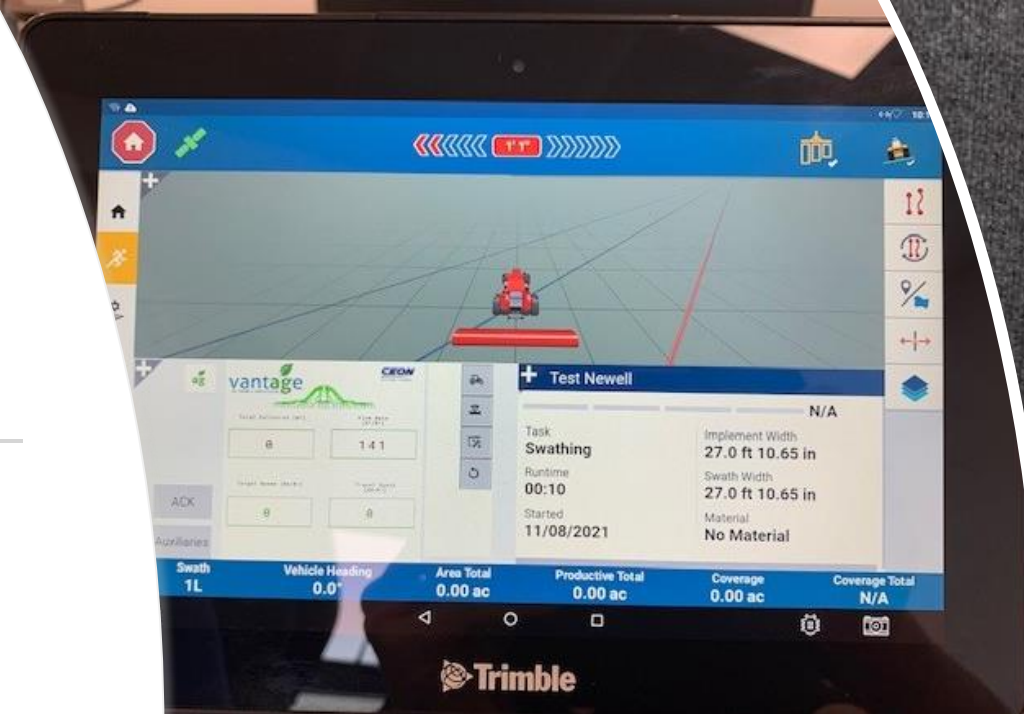 10:1
1' 1"
vantage
CEON
Test Newell
N/A
0
141
0
0
ACK
Auxiliaries
Task
Swathing
Runtime
00:10
Started
11/08/2021
Implement Width
27.0 ft 10.65 in
Swath Width
27.0 ft 10.65 in
Material
No Material
Swath
1L
Vehicle Heading
0.0°
Area Total
0.00 ac
Productive Total
0.00 ac
Coverage
0.00 ac
Coverage Total
N/A
Trimble